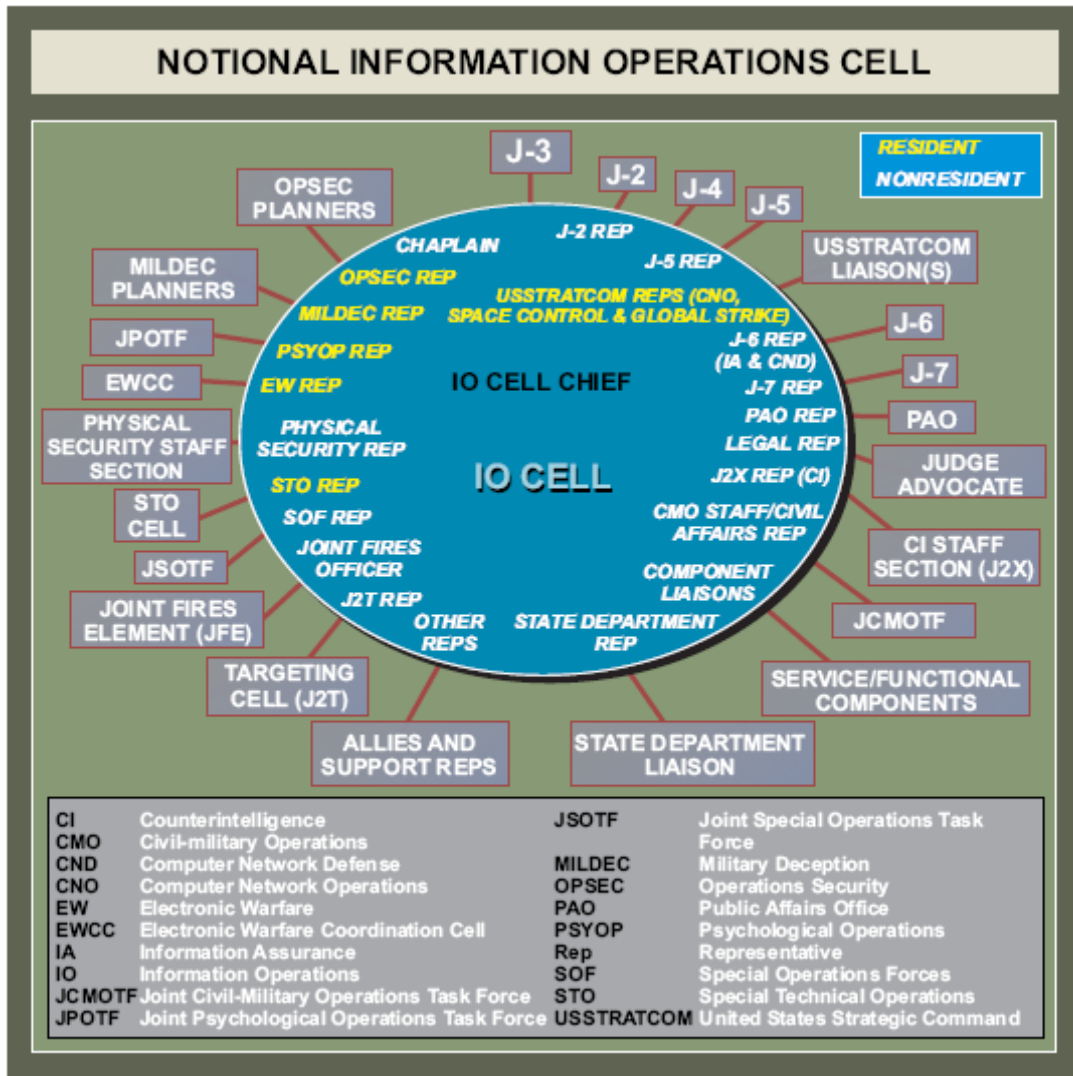 NOTIONAL INFORMATION OPERATIONS CELL
RESIDENT
NONRESIDENT
J-3
J-2
J-4
J-5
OPSEC
PLANNERS
MILDEC
PLANNERS
JPOTF
EWCC
PHYSICAL
SECURITY STAFF
SECTION
STO
CELL
JSOTF
JOINT FIRES
ELEMENT (JFE)
TARGETING
CELL (J2T)
ALLIES AND
SUPPORT REPS
STATE DEPARTMENT
LIAISON
SERVICE/FUNCTIONAL
COMPONENTS
JCMOTF
CI STAFF
SECTION (J2X)
JUDGE
ADVOCATE
PAO
J-7
J-6
USSTRATCOM
LIAISON(S)
CHAPLAIN
OPSEC REP
MILDEC REP
PSYOP REP
EW REP
PHYSICAL
SECURITY REP
STO REP
SOF REP
JOINT FIRES
OFFICER
J2T REP
OTHER
REPS
STATE DEPARTMENT
REP
COMPONENT
LIAISONS
CMO STAFF/CIVIL
AFFAIRS REP
J2X REP (CI)
LEGAL REP
PAO REP
J-7 REP
J-6 REP
(IA & CND)
USSTRATCOM REPS (CNO,
SPACE CONTROL & GLOBAL STRIKE)
J-5 REP
J-2 REP
IO CELL CHIEF
IO CELL
CI Counterintelligence
CMO Civil-military Operations
CND Computer Network Defense
CNO Computer Network Operations
EW Electronic Warfare
EWCC Electronic Warfare Coordination Cell
IA Information Assurance
IO Information Operations
JCMOTF Joint Civil-Military Operations Task Force
JPOTF Joint Psychological Operations Task Force
JSOTF Joint Special Operations Task
Force
MILDEC Military Deception
OPSEC Operations Security
PAO Public Affairs Office
PSYOP Psychological Operations
Rep Representative
SOF Special Operations Forces
STO Special Technical Operations
USSTRATCOM United States Strategic Command